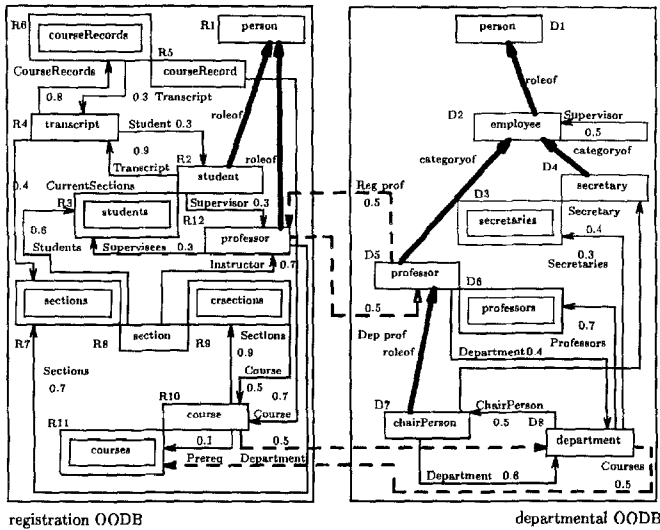 R6
courseRecords
R1
person
R5
courseRecord
CourseRecords
0.8
0.3
Transcript
roleof
R4
transcript
Student 0.3
0.9
Transcript
R2
student
roleof
0.4
CurrentSections
R3
students
Supervisor 0.3
R12
professor
0.6
Students
Supervisees
0.3
Instructor
0.7
sections
crsections
R7
R8
section
R9
Sections
0.9
Course
0.5
0.7
Sections
0.7
R10
course
Course
R11
courses
0.1
Prereq
0.5
Department
registration OODB
person
D1
roleof
D2
employee
Supervisor
0.5
categoryof
categoryof
D4
secretary
Reg prof
0.5
D3
secretaries
Secretary
0.4
0.3
Secretaries
D5
professor
D6
professors
0.5
0.7
Professors
Dep prof
roleof
Department 0.4
D7
chairPerson
ChairPerson
0.5
D8
department
Department 0.6
Courses
0.5
departmental OODB